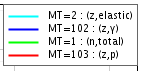 MT=2 : (z,elastic)
MT=102 : (z,γ)
MT=1 : (n,total)
MT=103 : (z,p)